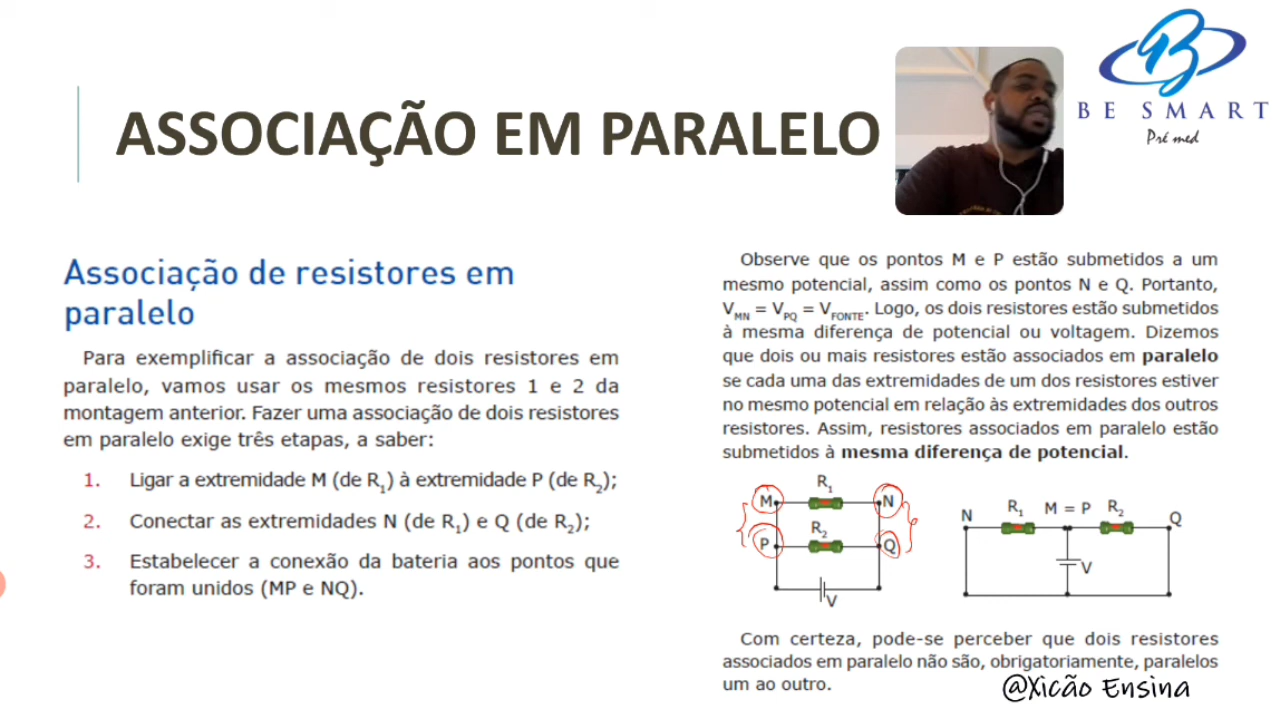 ASSOCIAÇÃO EM PARALELO
BE SMART
Pré med
Associação de resistores em
paralelo
Para exemplificar a associação de dois resistores em
paralelo, vamos usar os mesmos resistores 1 e 2 da
montagem anterior. Fazer uma associação de dois resistores
em paralelo exige três etapas, a saber:
1. Ligar a extremidade M (de R1) à extremidade P (de R2);
2. Conectar as extremidades N (de R1) e Q (de R2);
3. Estabelecer a conexão da bateria aos pontos que
foram unidos (MP e NQ).
Observe que os pontos M e P estão submetidos a um
mesmo potencial, assim como os pontos N e Q. Portanto,
VMN = VPQ = VFONTE. Logo, os dois resistores estão submetidos
à mesma diferença de potencial ou voltagem. Dizemos
que dois ou mais resistores estão associados em paralelo
se cada uma das extremidades de um dos resistores estiver
no mesmo potencial em relação às extremidades dos outros
resistores. Assim, resistores associados em paralelo estão
submetidos à mesma diferença de potencial.
R1
M N
R2
P Q
V
N R1 M = P R2 Q
V
Com certeza, pode-se perceber que dois resistores
associados em paralelo não são, obrigatoriamente, paralelos
um ao outro.
@Xicão Ensina